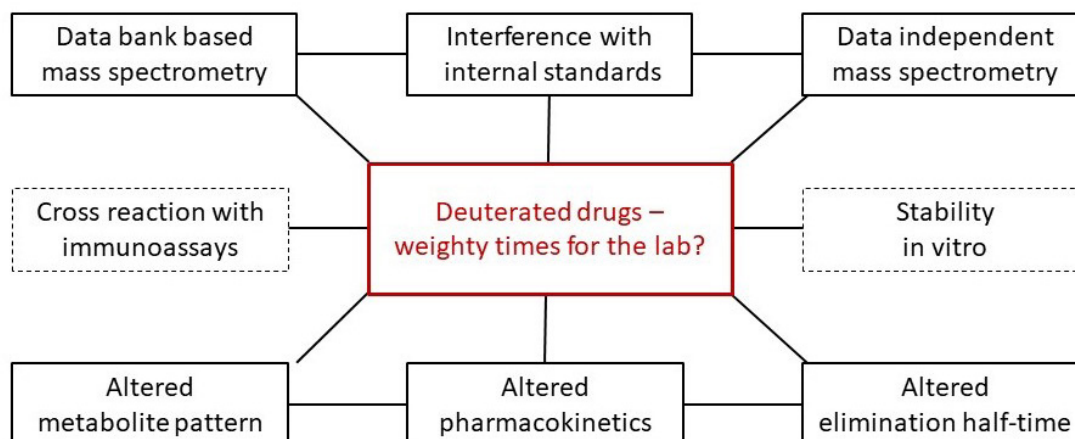 Data bank based
mass spectrometry
Interference with
internal standards
Data independent
mass spectrometry
Cross reaction with
immunoassays
Deuterated drugs –
weighty times for the lab?
Stability
in vitro
Altered
metabolite pattern
Altered
pharmacokinetics
Altered
elimination half-time